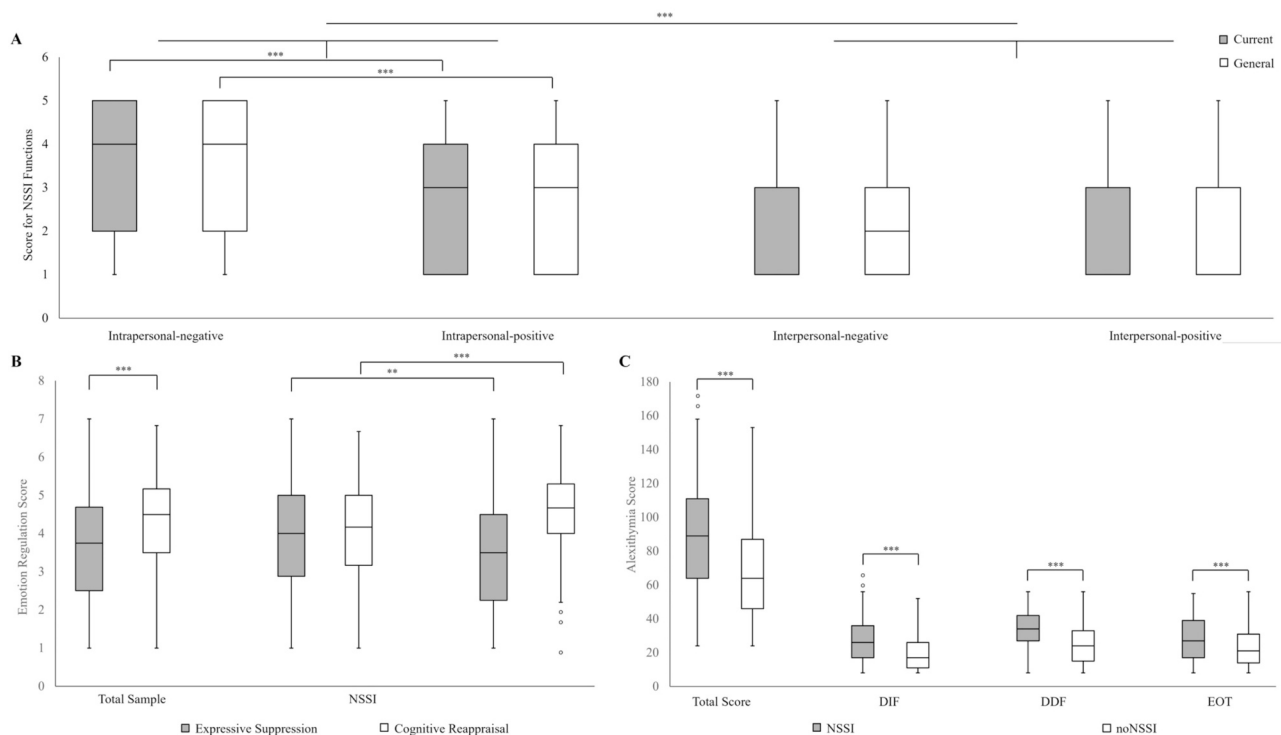 ***
A
Current
General
***
***
Score for NSSI Functions
6
5
4
3
2
1
0
Intrapersonal-negative
Intrapersonal-positive
Interpersonal-negative
Interpersonal-positive
B
***
**
***
Emotion Regulation Score
8
7
6
5
4
3
2
1
0
Total Sample
NSSI
Expressive Suppression
Cognitive Reappraisal
C
***
***
***
***
Alexithymia Score
180
160
140
120
100
80
60
40
20
0
Total Score
DIF
DDF
EOT
NSSI
noNSSI